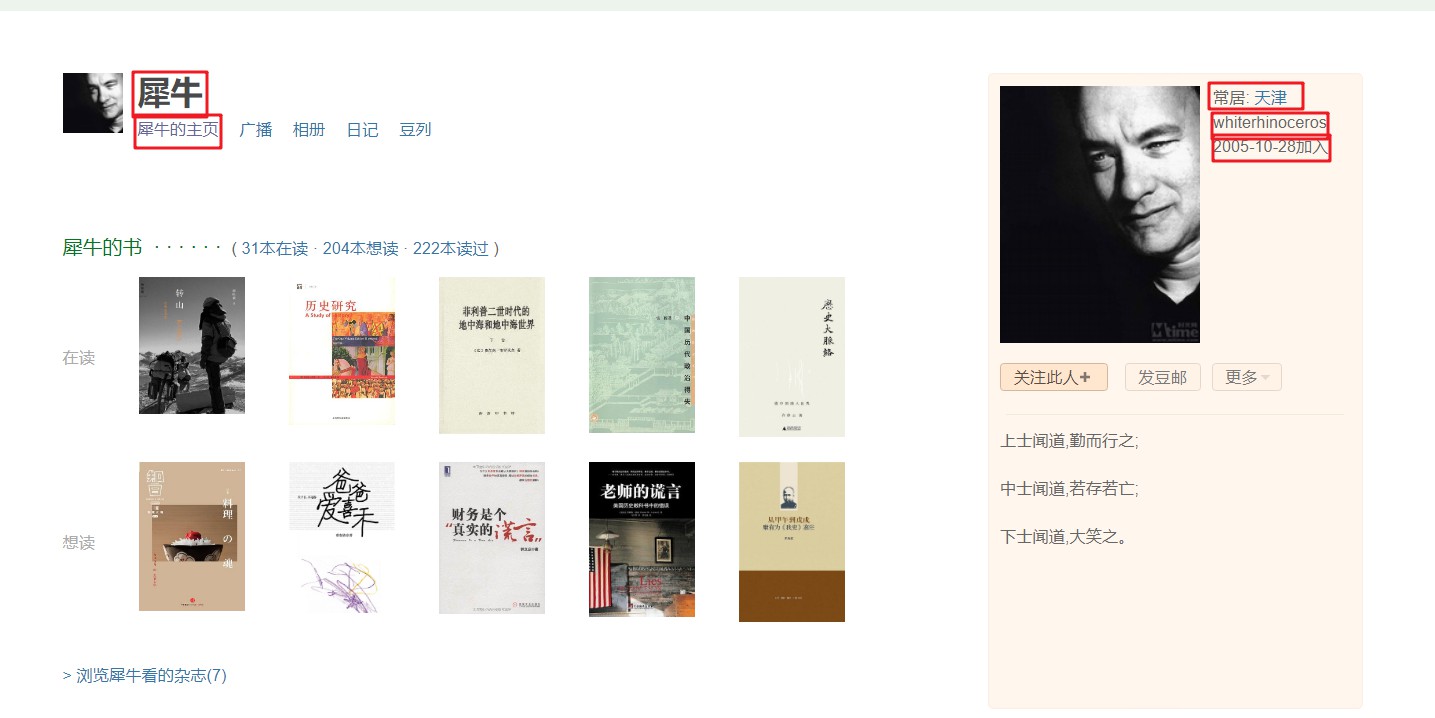 犀牛
犀牛的主页 广播 相册 日记 豆列
常居: 天津
whiterhinoceros
2005-10-28加入
time
关注此人+ 发豆邮 更多
上士闻道,勤而行之;
中士闻道,若存若亡;
下士闻道,大笑之。
犀牛的书 · · · · · · ( 31本在读 · 204本想读 · 222本读过 )
在读
转山
历史研究
A Study of History
菲利普二世时代的
地中海和地中海世界
中国历代政治得失
历史大脉络
想读
料理の魂
爸爸爱喜禾
财务是个
“真实的谎言”
老师的谎言
美国历史教科书中的错误
Lies
从甲午到戊戌
康有为《我史》鉴注
> 浏览犀牛看的杂志(7)